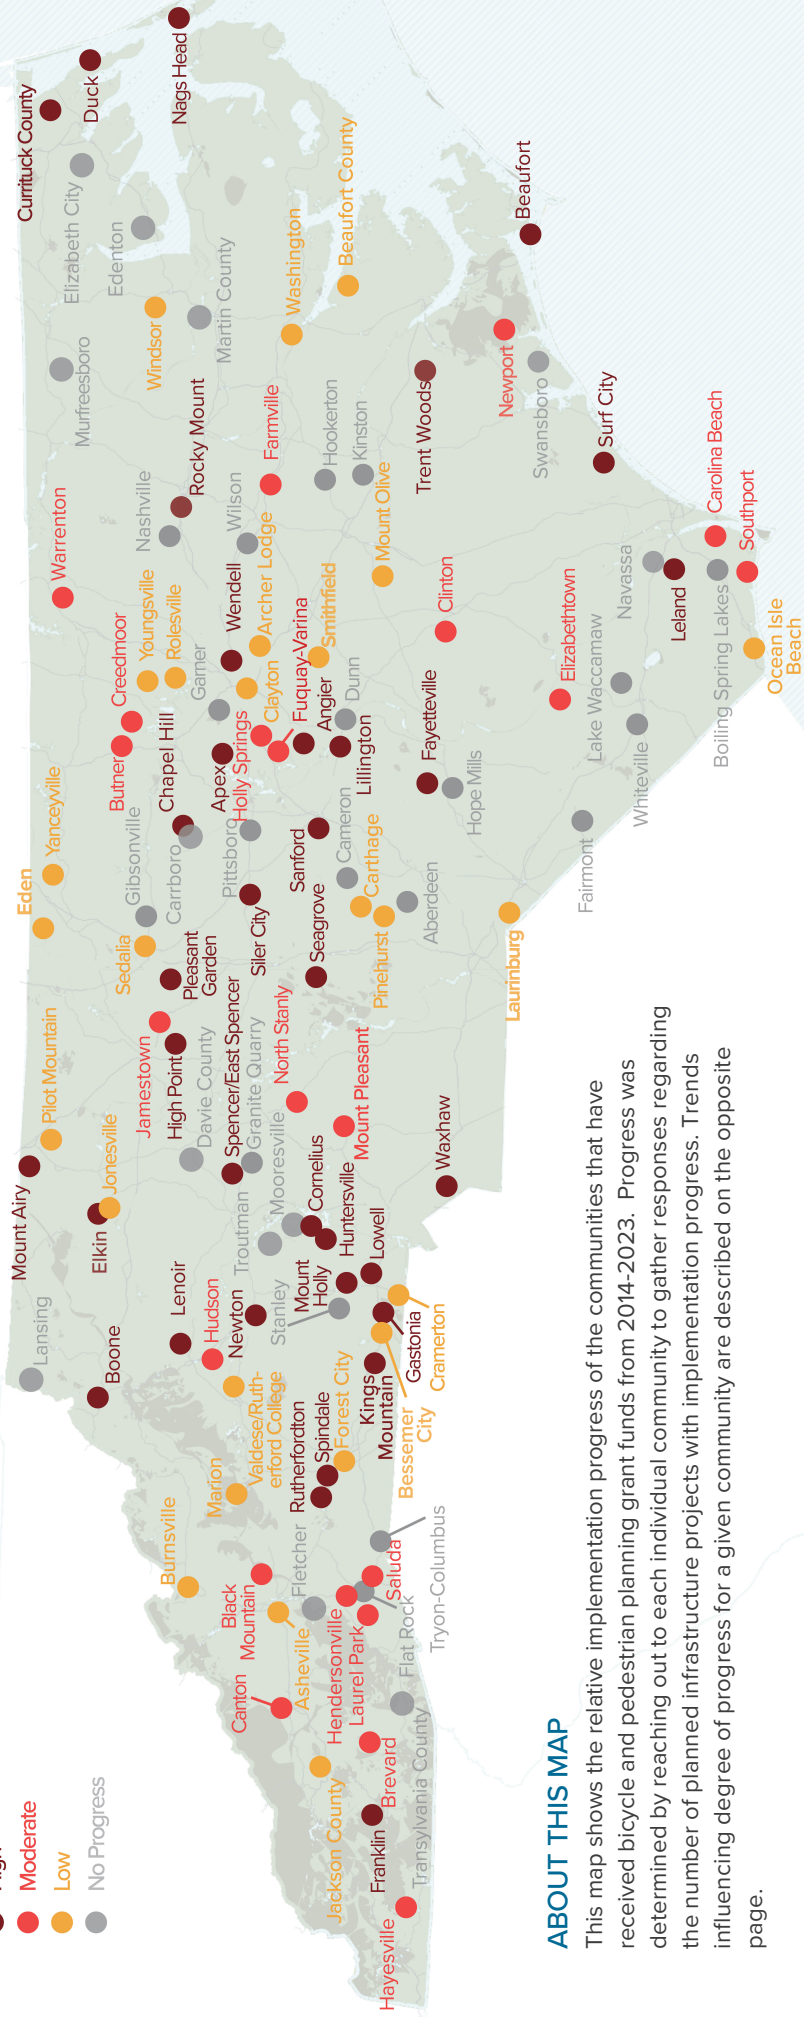 Moderate
Low
No Progress
Hayesville
Franklin
Jackson County
Transylvania County
Brevard
Canton
Asheville
Black
Mountain
Hendersonville
Laurel Park
Flat Rock
Saluda
Tryon-Columbus
Fletcher
Burnsville
Marion
Rutherfordton
Spindale
Forest City
Valdese/Ruth-
erford College
Boone
Lansing
Lenoir
Hudson
Newton
Stanley
Mount
Holly
Kings
Mountain
Bessemer
City
Gastonia
Cramerton
Lowell
Huntersville
Cornelius
Mooresville
Troutman
Mount Airy
Elkin
Jonesville
Pilot Mountain
Davie County
Spencer/East Spencer
Granite Quarry
North Stanly
Mount Pleasant
Waxhaw
Jamestown
High Point
Pleasant
Garden
Sedalia
Gibsonville
Eden
Yanceyville
Siler City
Seagrove
Sanford
Pittsboro
Carrboro
Chapel Hill
Cameron
Carthage
Pinehurst
Aberdeen
Laurinburg
Butner
Creedmoor
Apex
Holly Springs
Fuquay-Varina
Angier
Lillington
Dunn
Fayetteville
Hope Mills
Fairmont
Garner
Youngsville
Rolesville
Wendell
Clayton
Archer Lodge
Smithfield
Warrenton
Nashville
Rocky Mount
Wilson
Farmville
Hookerton
Kinston
Mount Olive
Clinton
Elizabethtown
Lake Waccamaw
Whiteville
Navassa
Leland
Boiling Spring Lakes
Ocean Isle
Beach
Southport
Carolina Beach
Surf City
Trent Woods
Newport
Swansboro
Beaufort
Murfreesboro
Windsor
Martin County
Washington
Beaufort County
Edenton
Elizabeth City
Currituck County
Duck
Nags Head
ABOUT THIS MAP
This map shows the relative implementation progress of the communities that have
received bicycle and pedestrian planning grant funds from 2014-2023.  Progress was
determined by reaching out to each individual community to gather responses regarding
the number of planned infrastructure projects with implementation progress. Trends
influencing degree of progress for a given community are described on the opposite
page.